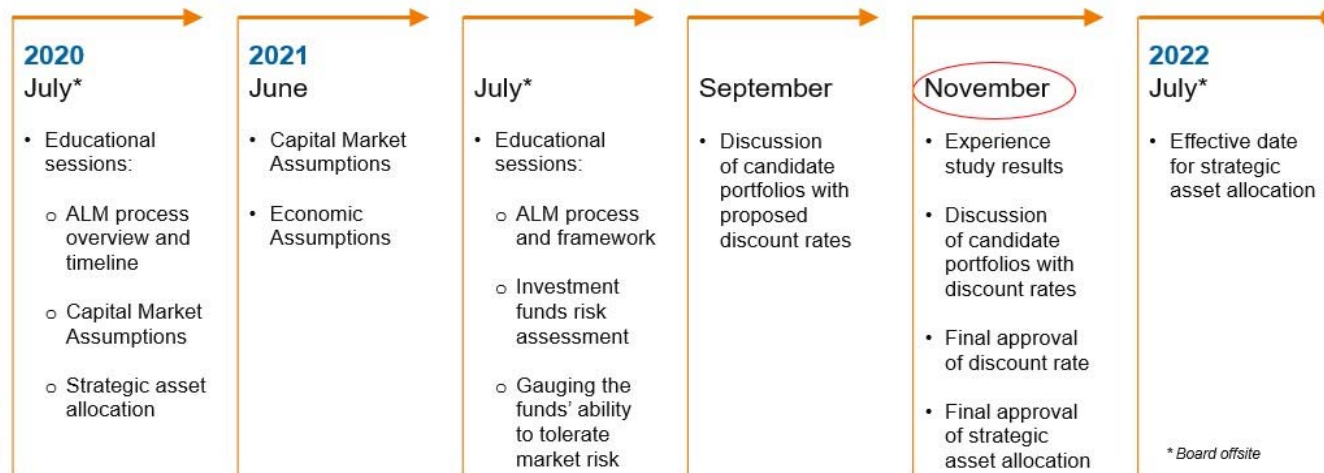 2020
July*
• Educational
sessions:
o ALM process
overview and
timeline
o Capital Market
Assumptions
o Strategic asset
allocation
2021
June
• Capital Market
Assumptions
• Economic
Assumptions
July*
• Educational
sessions:
o ALM process
and framework
o Investment
funds risk
assessment
o Gauging the
funds' ability
to tolerate
market risk
September
• Discussion
of candidate
portfolios with
proposed
discount rates
November
• Experience
study results
• Discussion
of candidate
portfolios with
discount rates
• Final approval
of discount rate
• Final approval
of strategic
asset allocation
2022
July*
• Effective date
for strategic
asset allocation
* Board offsite